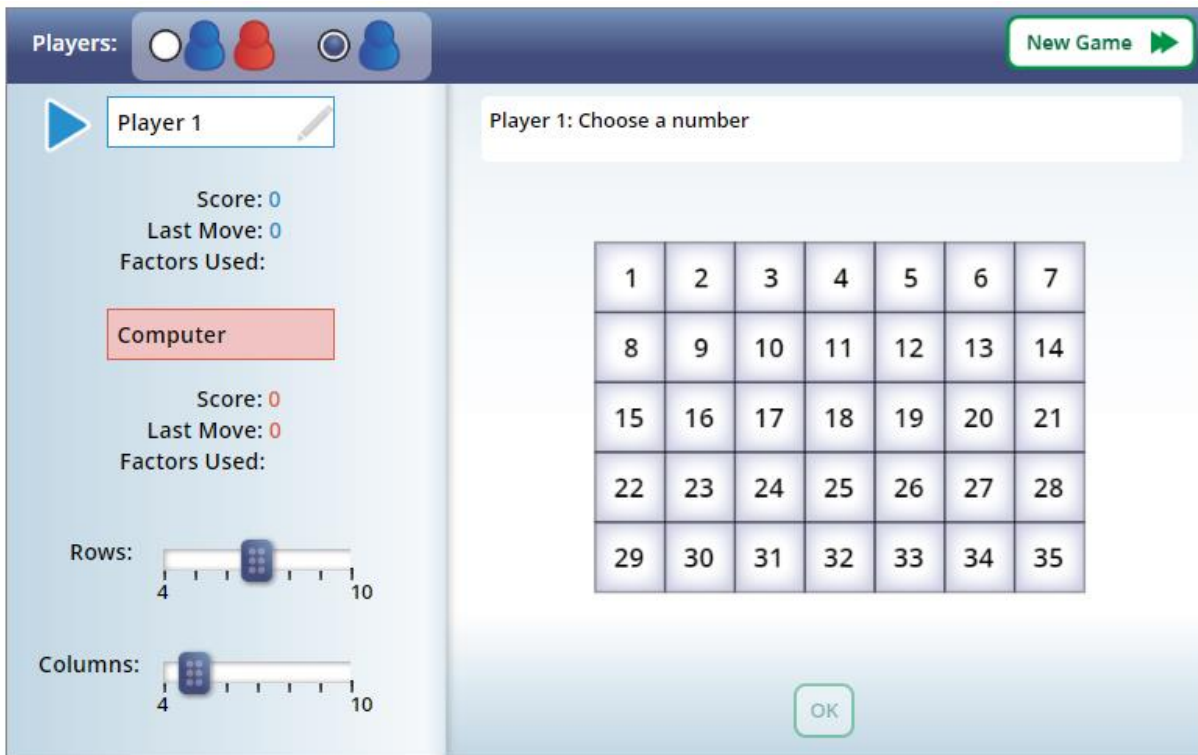 Players:
New Game
Player 1
Score: 0
Last Move: 0
Factors Used:
Computer
Score: 0
Last Move: 0
Factors Used:
Rows:
4 10
Columns:
4 10
Player 1: Choose a number
1 2 3 4 5 6 7
8 9 10 11 12 13 14
15 16 17 18 19 20 21
22 23 24 25 26 27 28
29 30 31 32 33 34 35
OK